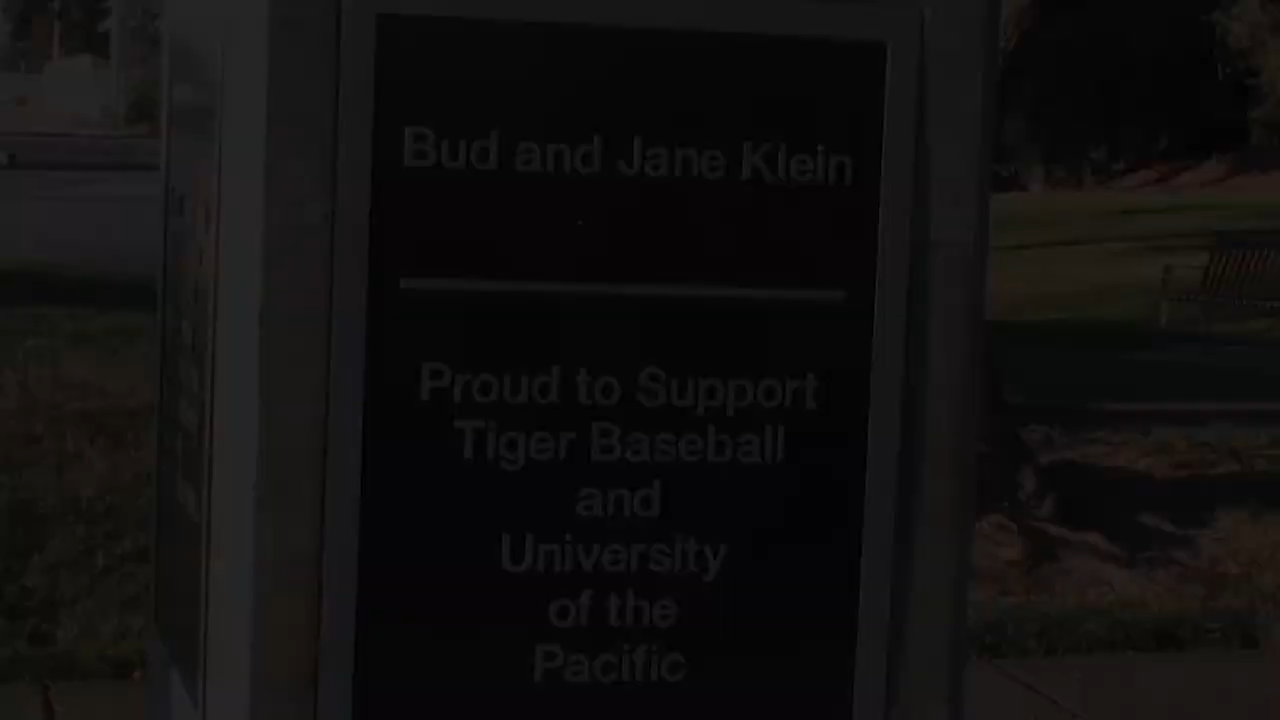 Bud and Jane Klein
Proud to Support
Tiger Baseball
and
University
of the
Pacific